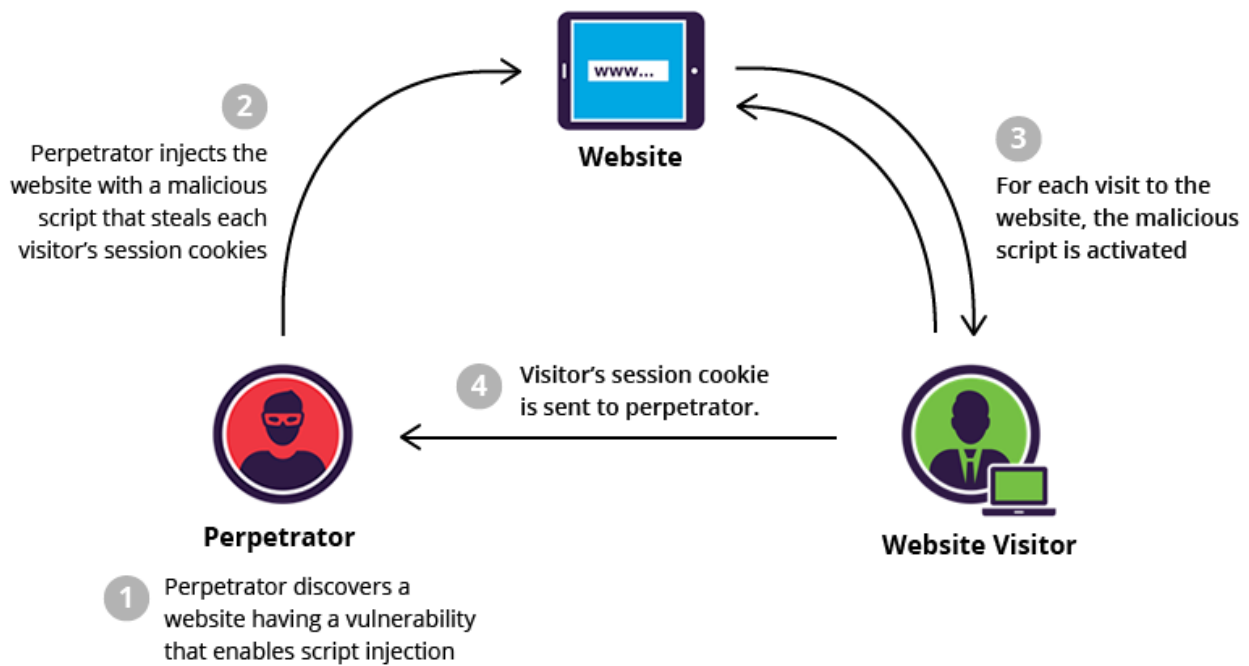 www...
Website
2
Perpetrator injects the
website with a malicious
script that steals each
visitor's session cookies
3
For each visit to the
website, the malicious
script is activated
4
Visitor's session cookie
is sent to perpetrator.
Perpetrator
Website Visitor
1
Perpetrator discovers a
website having a vulnerability
that enables script injection